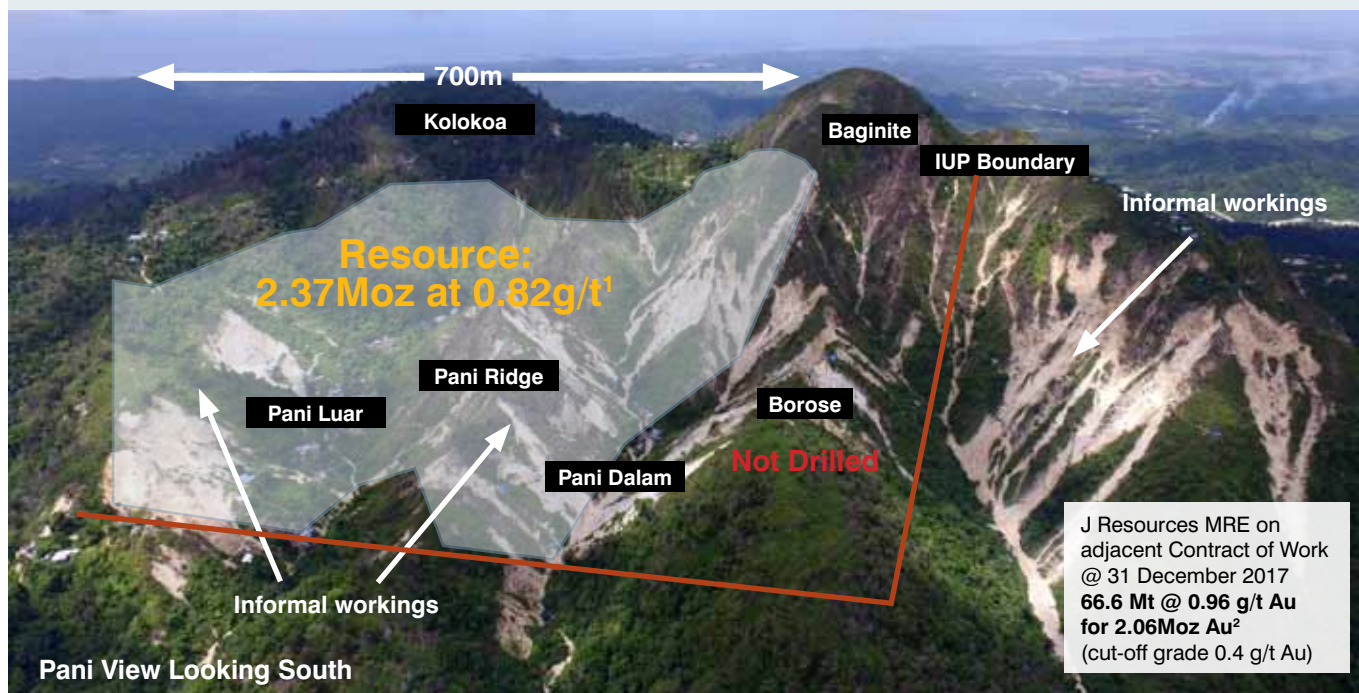 700m
Kolokoa
Baginite
IUP Boundary
Informal workings
Resource:
2.37Moz at 0.82g/t¹
Pani Ridge
Pani Luar
Borose
Not Drilled
Pani Dalam
Informal workings
J Resources MRE on
adjacent Contract of Work
@ 31 December 2017
66.6 Mt @ 0.96 g/t Au
for 2.06Moz Au²
(cut-off grade 0.4 g/t Au)
Pani View Looking South